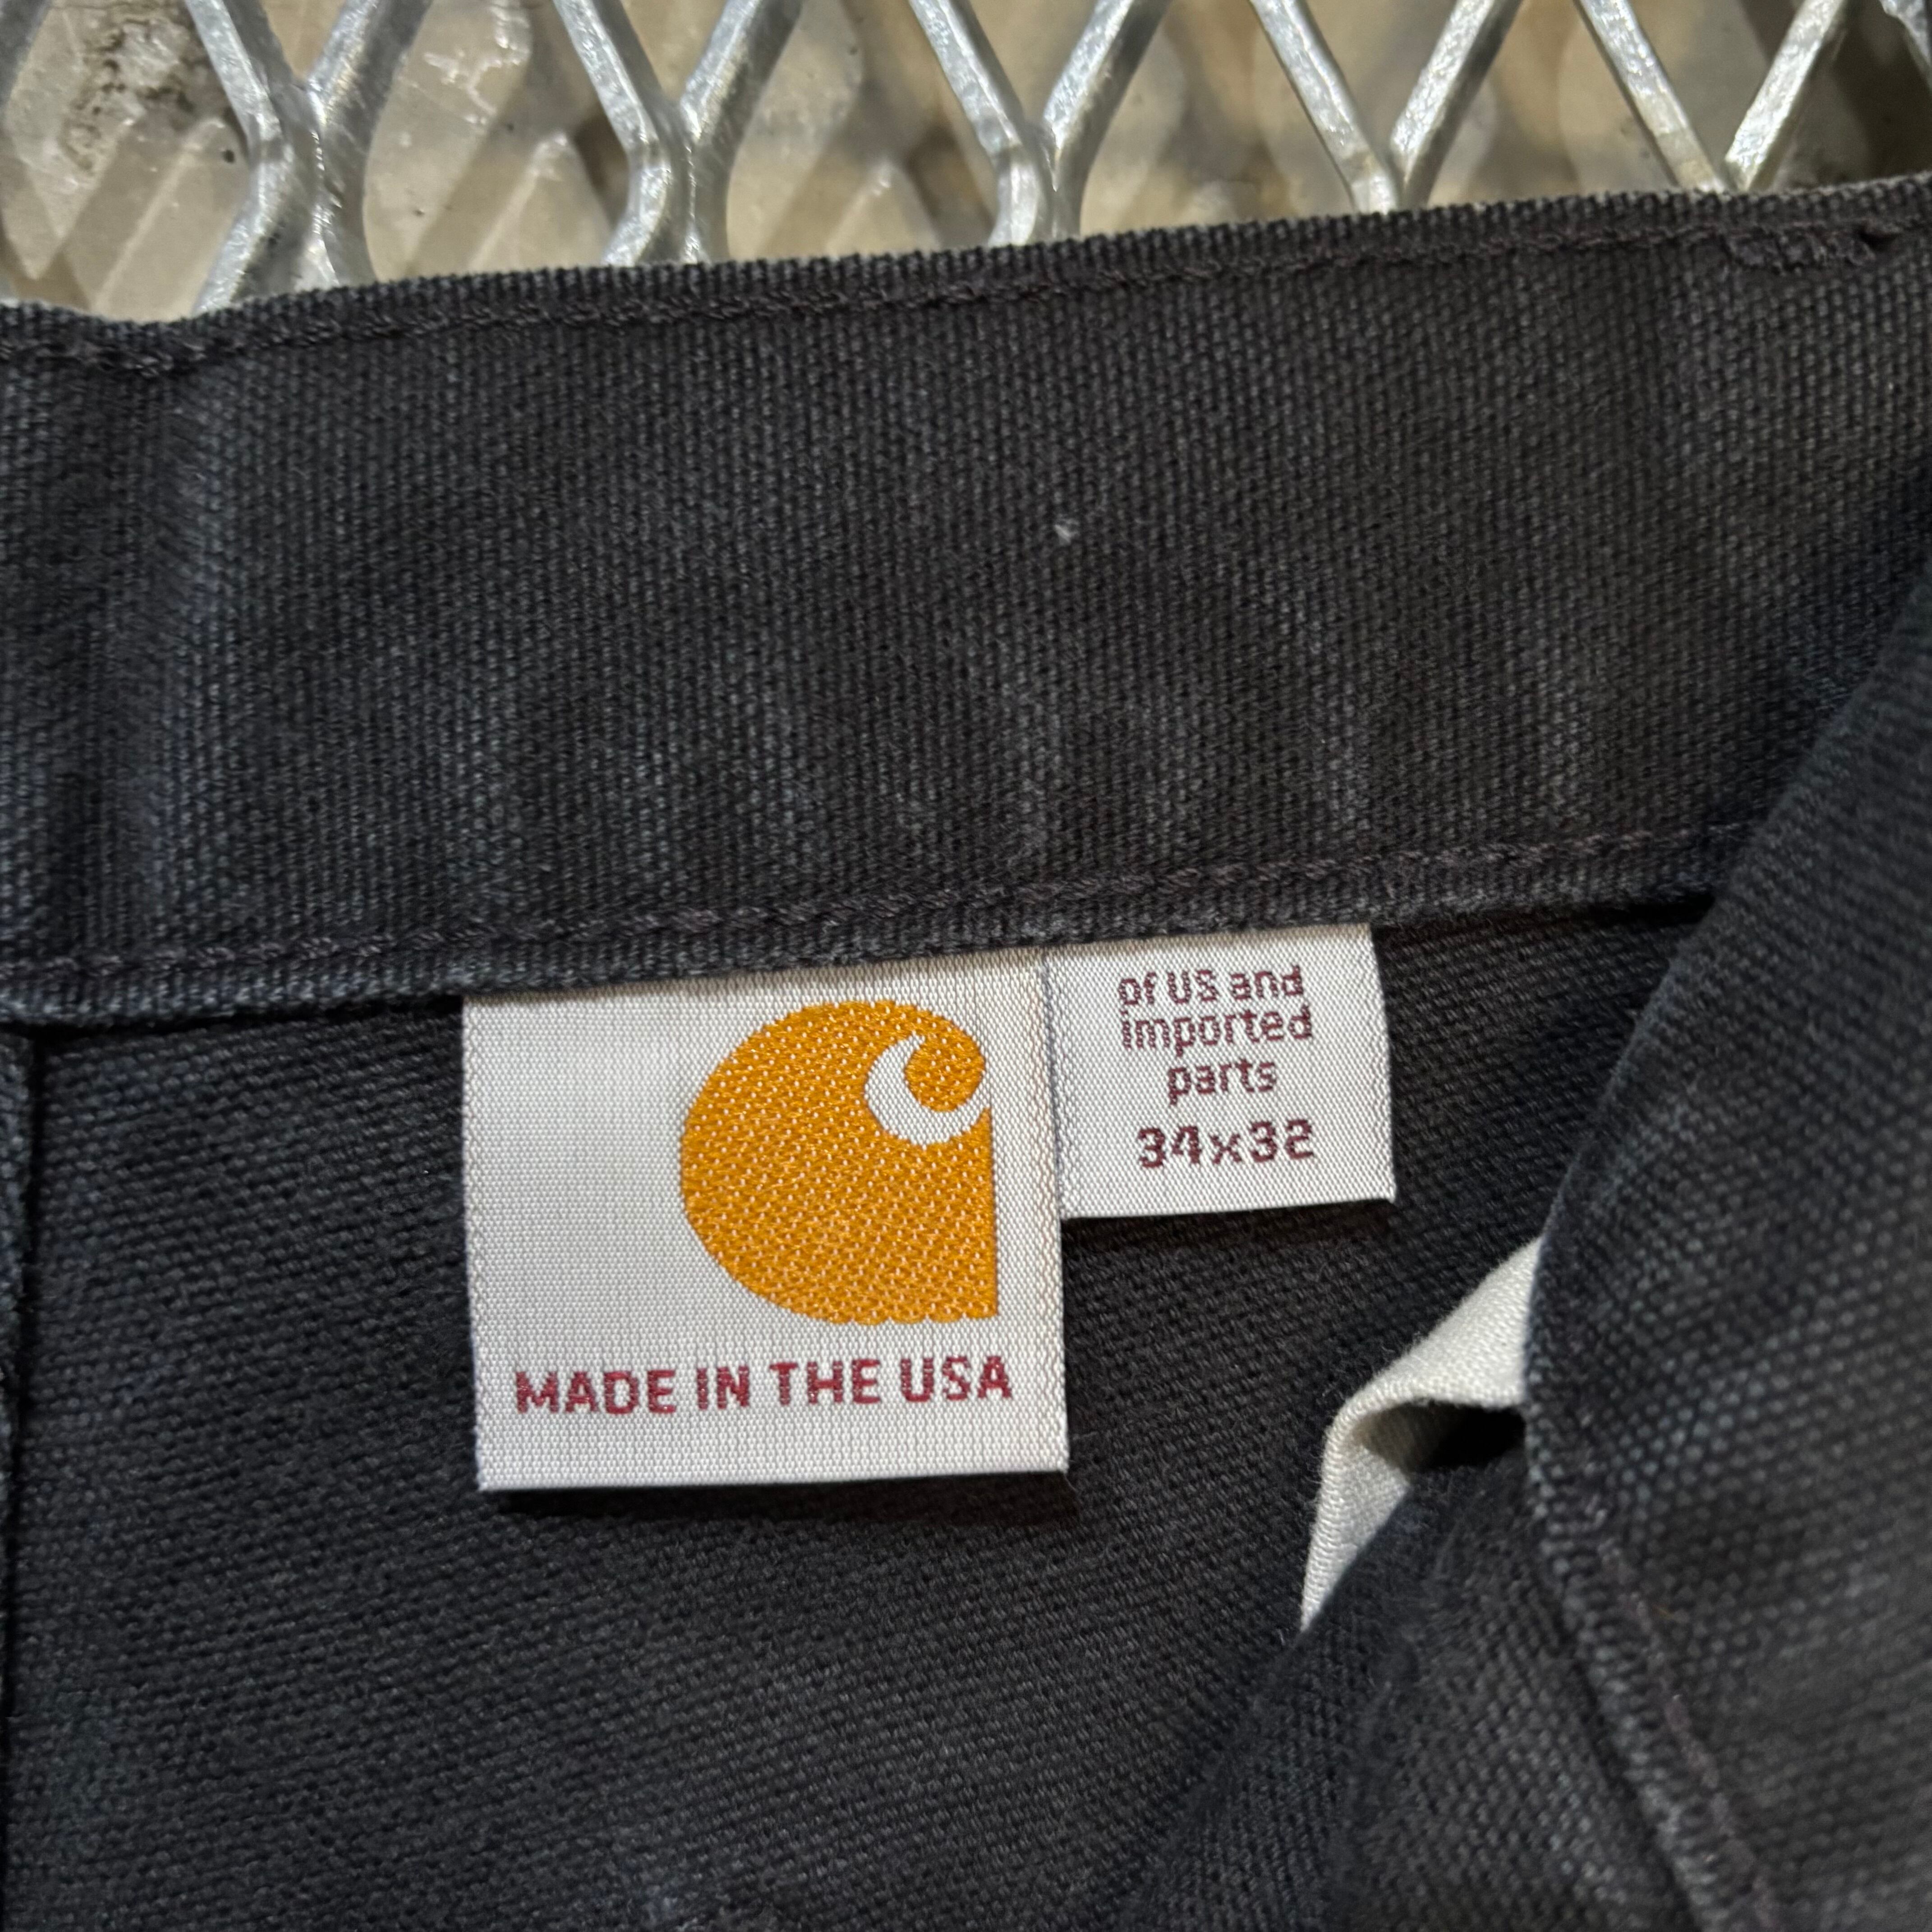 MADE IN THE USA
of US and
imported
parts
34x32